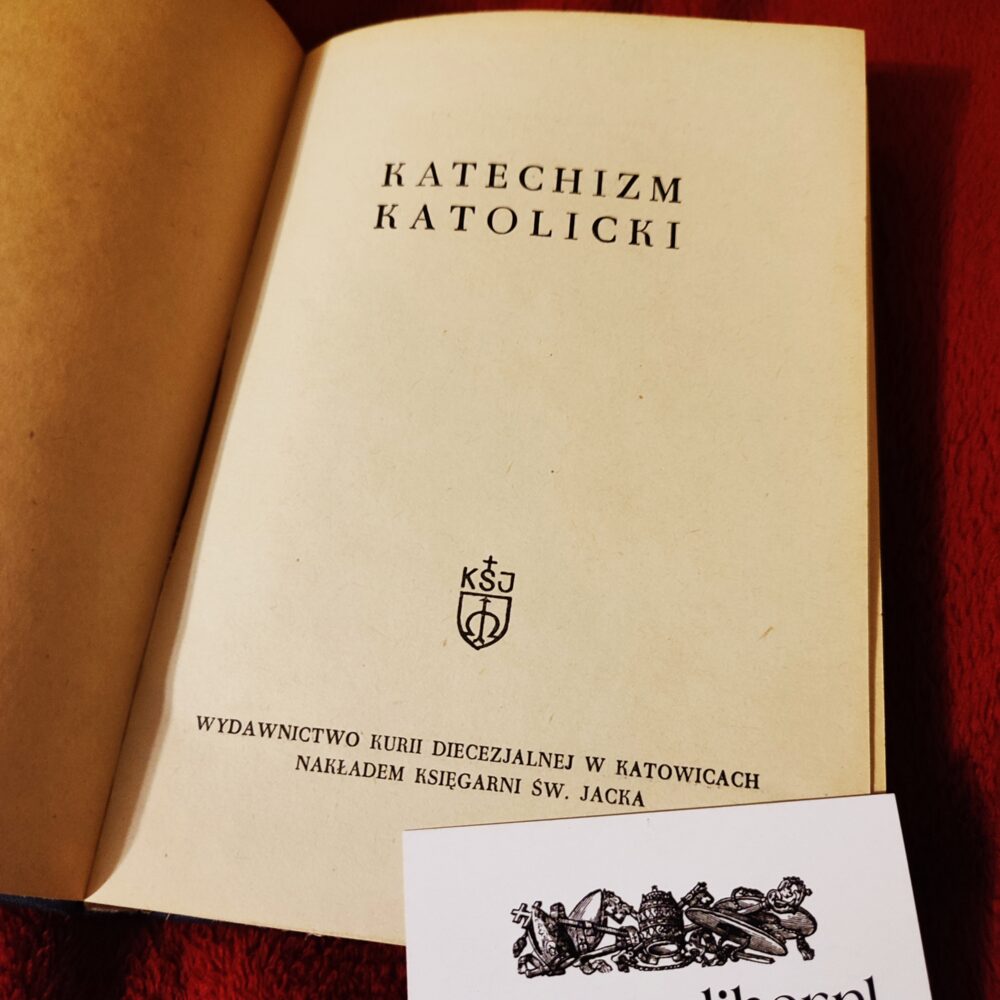 KATECHIZM
KATOLICKI
KSJ
WYDAWNICTWO KURII DIECEZJALNEJ W KATOWICACH
NAKŁADEM KSIĘGARNI ŚW. JACKA